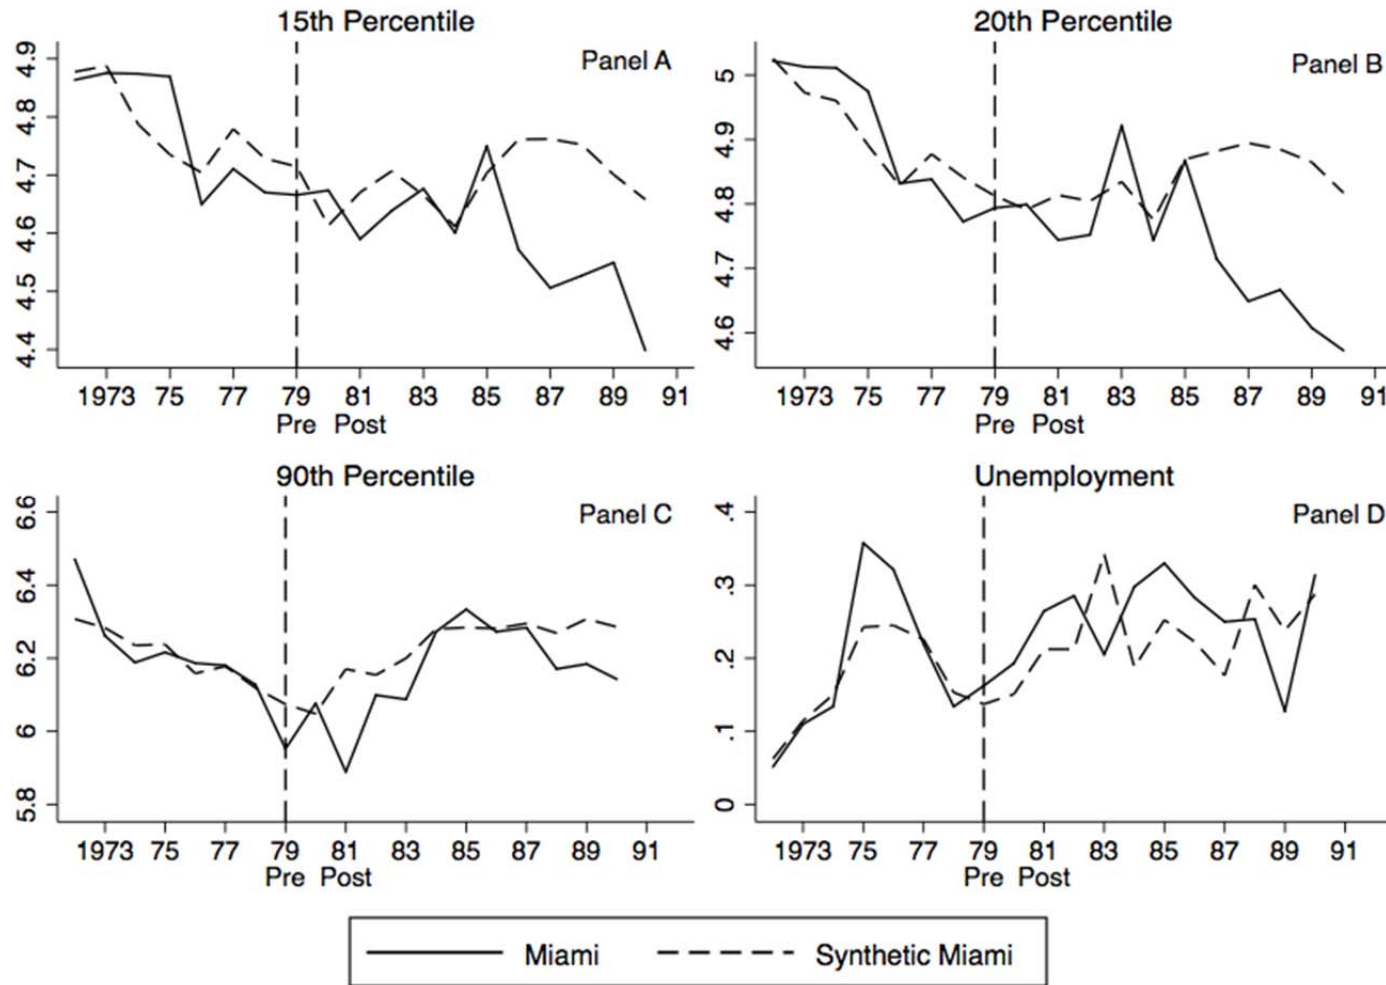 15th Percentile
Panel A
4.9
4.8
4.7
4.6
4.5
4.4
1973 75 77 79 81 83 85 87 89 91
Pre Post
20th Percentile
Panel B
5
4.9
4.8
4.7
4.6
1973 75 77 79 81 83 85 87 89 91
Pre Post
90th Percentile
Panel C
6.6
6.4
6.2
6
5.8
1973 75 77 79 81 83 85 87 89 91
Pre Post
Unemployment
Panel D
.4
.3
.2
.1
0
1973 75 77 79 81 83 85 87 89 91
Pre Post
Miami
Synthetic Miami